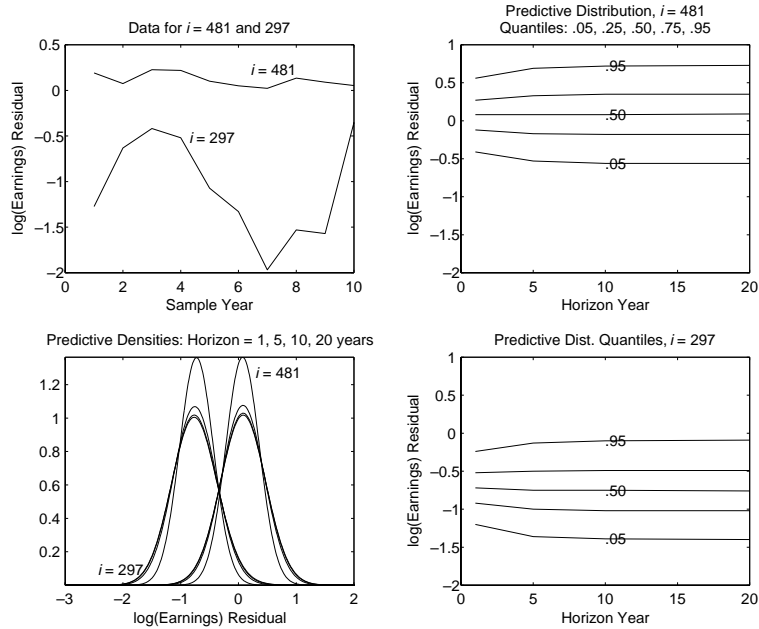 Data for i = 481 and 297
0.5
0
−0.5
−1
−1.5
−2
0 2 4 6 8 10
log(Earnings) Residual
Sample Year
i = 481
i = 297
Predictive Distribution, i = 481
Quantiles: .05, .25, .50, .75, .95
1
0.5
0
−0.5
−1
−1.5
−2
0 5 10 15 20
log(Earnings) Residual
Horizon Year
.95
.50
.05
Predictive Densities: Horizon = 1, 5, 10, 20 years
1.2
1
0.8
0.6
0.4
0.2
−3 −2 −1 0 1 2
log(Earnings) Residual
i = 481
i = 297
Predictive Dist. Quantiles, i = 297
1
0.5
0
−0.5
−1
−1.5
−2
0 5 10 15 20
log(Earnings) Residual
Horizon Year
.95
.50
.05